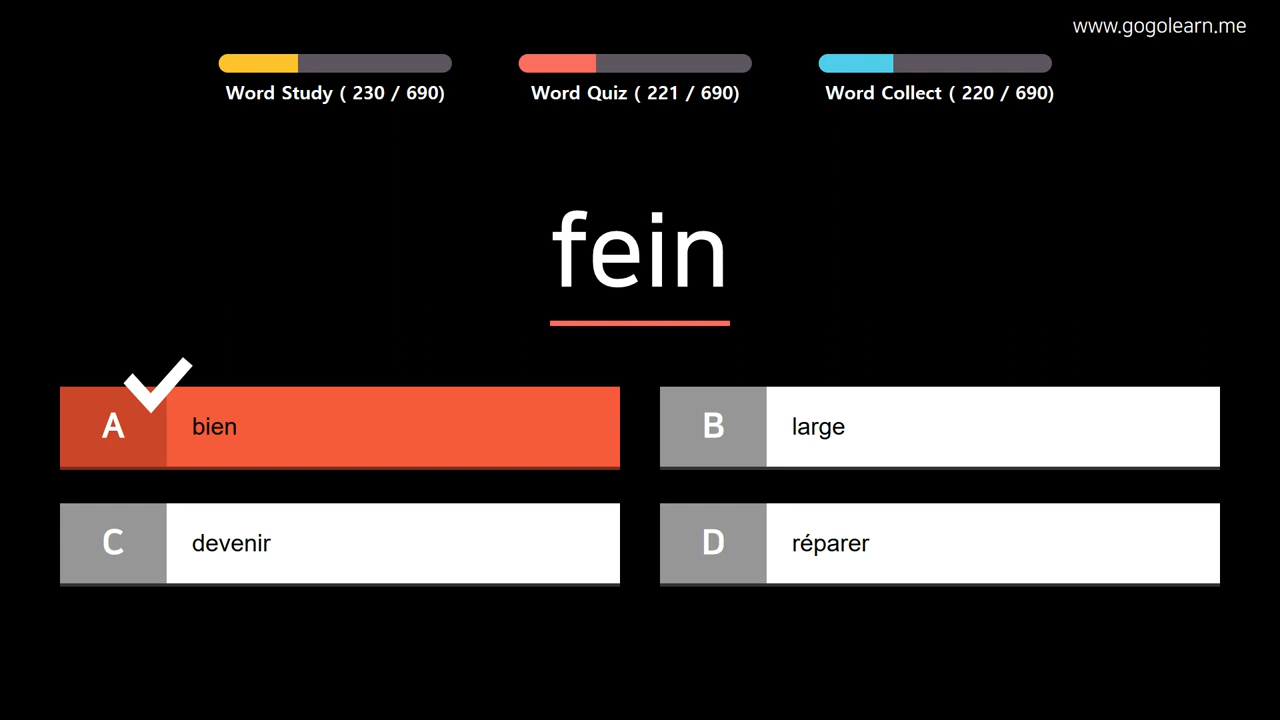 www.gogolearn.me
Word Study ( 230 / 690)
Word Quiz ( 221 / 690)
Word Collect ( 220 / 690)
fein
A bien
B large
C devenir
D réparer